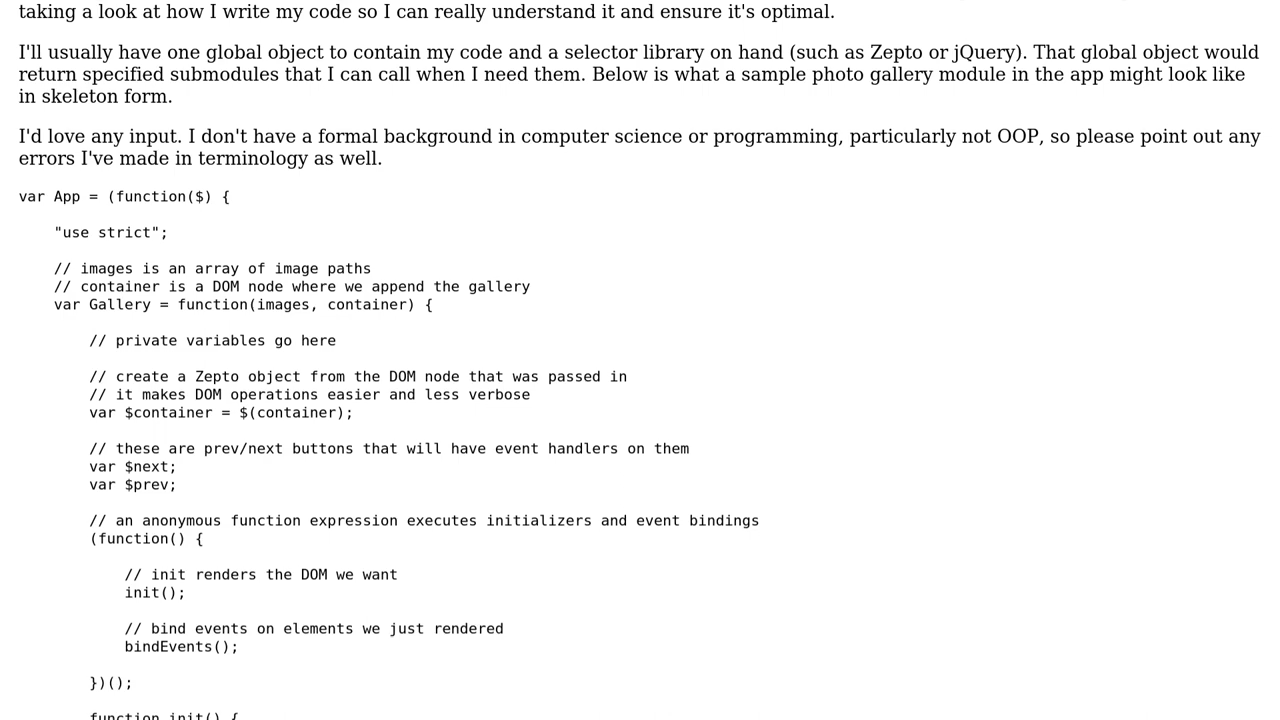 taking a look at how I write my code so I can really understand it and ensure it's optimal.
I'll usually have one global object to contain my code and a selector library on hand (such as Zepto or jQuery). That global object would
return specified submodules that I can call when I need them. Below is what a sample photo gallery module in the app might look like
in skeleton form.
I'd love any input. I don't have a formal background in computer science or programming, particularly not OOP, so please point out any
errors I've made in terminology as well.
var App = (function($) {
"use strict";
// images is an array of image paths
// container is a DOM node where we append the gallery
var Gallery = function(images, container) {
// private variables go here
// create a Zepto object from the DOM node that was passed in
// it makes DOM operations easier and less verbose
var $container = $(container);
// these are prev/next buttons that will have event handlers on them
var $next;
var $prev;
// an anonymous function expression executes initializers and event bindings
(function() {
// init renders the DOM we want
init();
// bind events on elements we just rendered
bindEvents();
})();
function init() {